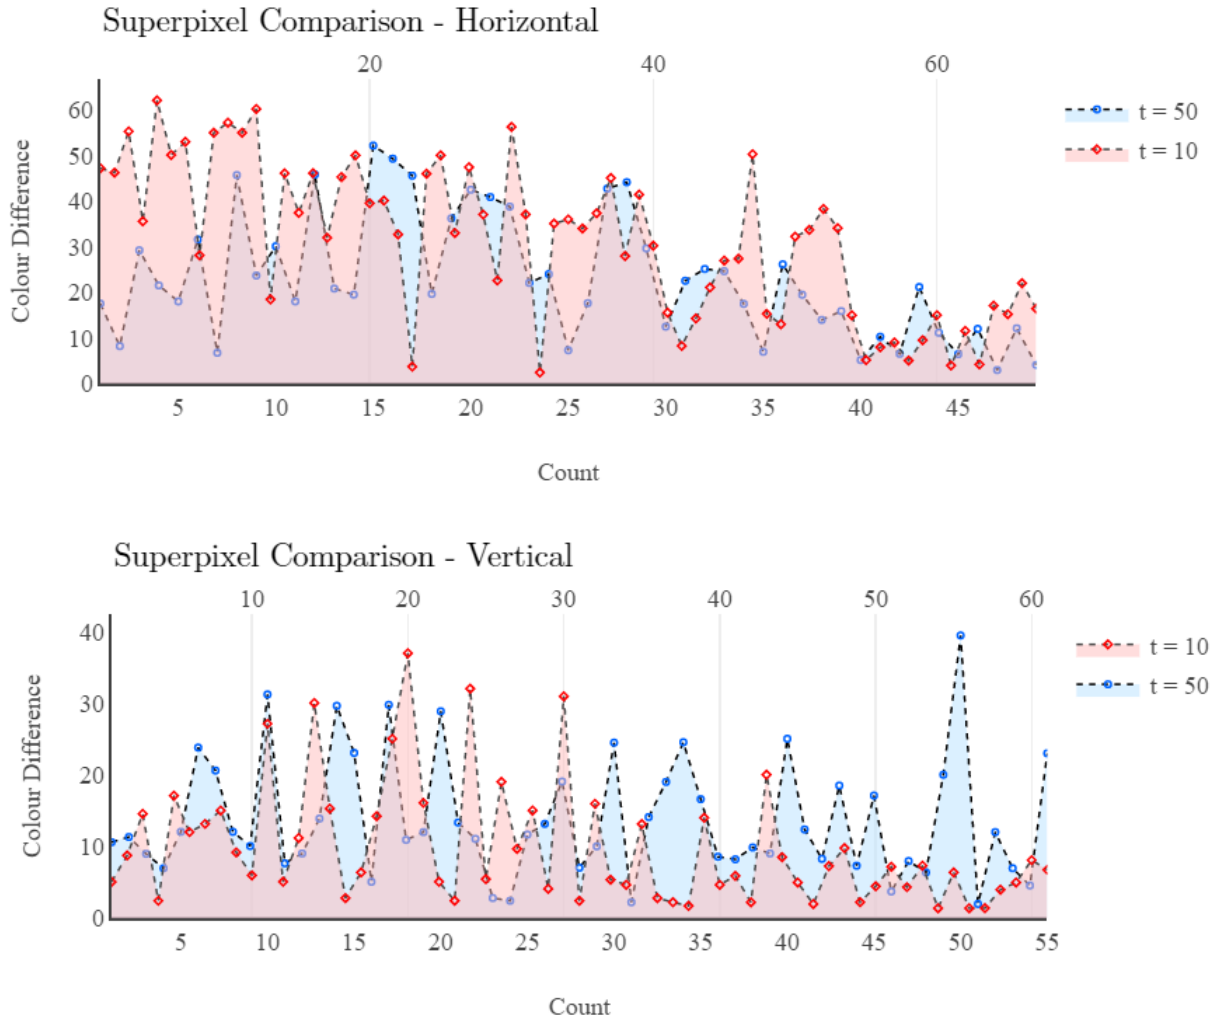 Superpixel Comparison - Horizontal
20 40 60
60
50
40
30
20
10
0
Colour Difference
5 10 15 20 25 30 35 40 45
Count
t = 50
t = 10
Superpixel Comparison - Vertical
10 20 30 40 50 60
40
30
20
10
0
Colour Difference
5 10 15 20 25 30 35 40 45 50 55
Count
t = 10
t = 50